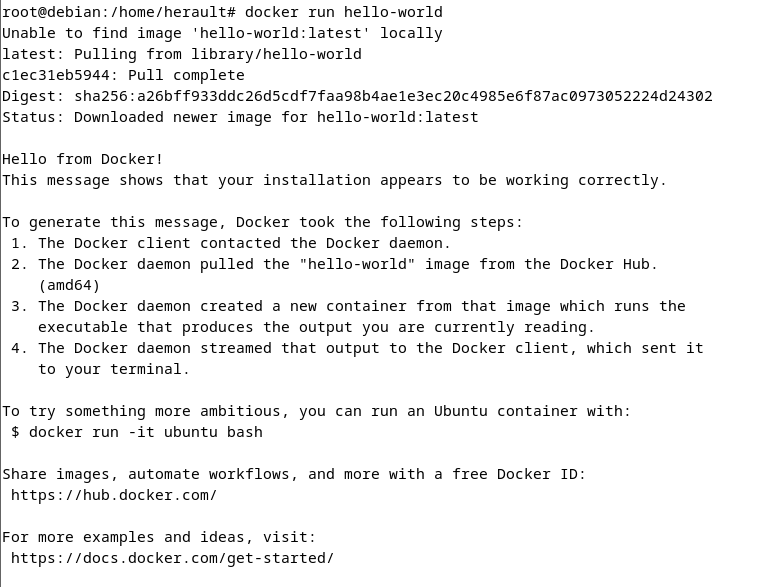 root@debian:/home/herault# docker run hello-world
Unable to find image 'hello-world:latest' locally
latest: Pulling from library/hello-world
c1ec31eb5944: Pull complete
Digest: sha256:a26bff933ddc26d5cdf7faa98b4ae1e3ec20c4985e6f87ac0973052224d24302
Status: Downloaded newer image for hello-world:latest

Hello from Docker!
This message shows that your installation appears to be working correctly.

To generate this message, Docker took the following steps:
 1. The Docker client contacted the Docker daemon.
 2. The Docker daemon pulled the "hello-world" image from the Docker Hub.
    (amd64)
 3. The Docker daemon created a new container from that image which runs the
    executable that produces the output you are currently reading.
 4. The Docker daemon streamed that output to the Docker client, which sent it
    to your terminal.

To try something more ambitious, you can run an Ubuntu container with:
 $ docker run -it ubuntu bash

Share images, automate workflows, and more with a free Docker ID:
 https://hub.docker.com/

For more examples and ideas, visit:
 https://docs.docker.com/get-started/